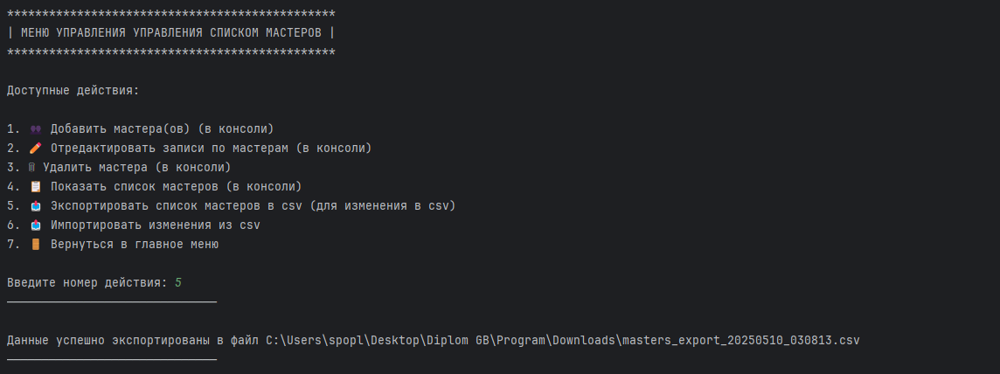 ***********************************************
| МЕНЮ УПРАВЛЕНИЯ УПРАВЛЕНИЯ СПИСКОМ МАСТЕРОВ |
***********************************************
Доступные действия:
1. 👥 Добавить мастера(ов) (в консоли)
2. ✏️ Отредактировать записи по мастерам (в консоли)
3. 🗑 Удалить мастера (в консоли)
4. 📋 Показать список мастеров (в консоли)
5. 📤 Экспортировать список мастеров в csv (для изменения в csv)
6. 📤 Импортировать изменения из csv
7. 🚪 Вернуться в главное меню
Введите номер действия: 5
______________________________
Данные успешно экспортированы в файл C:\Users\spopl\Desktop\Diplom GB\Program\Downloads\masters_export_20250510_030813.csv
______________________________